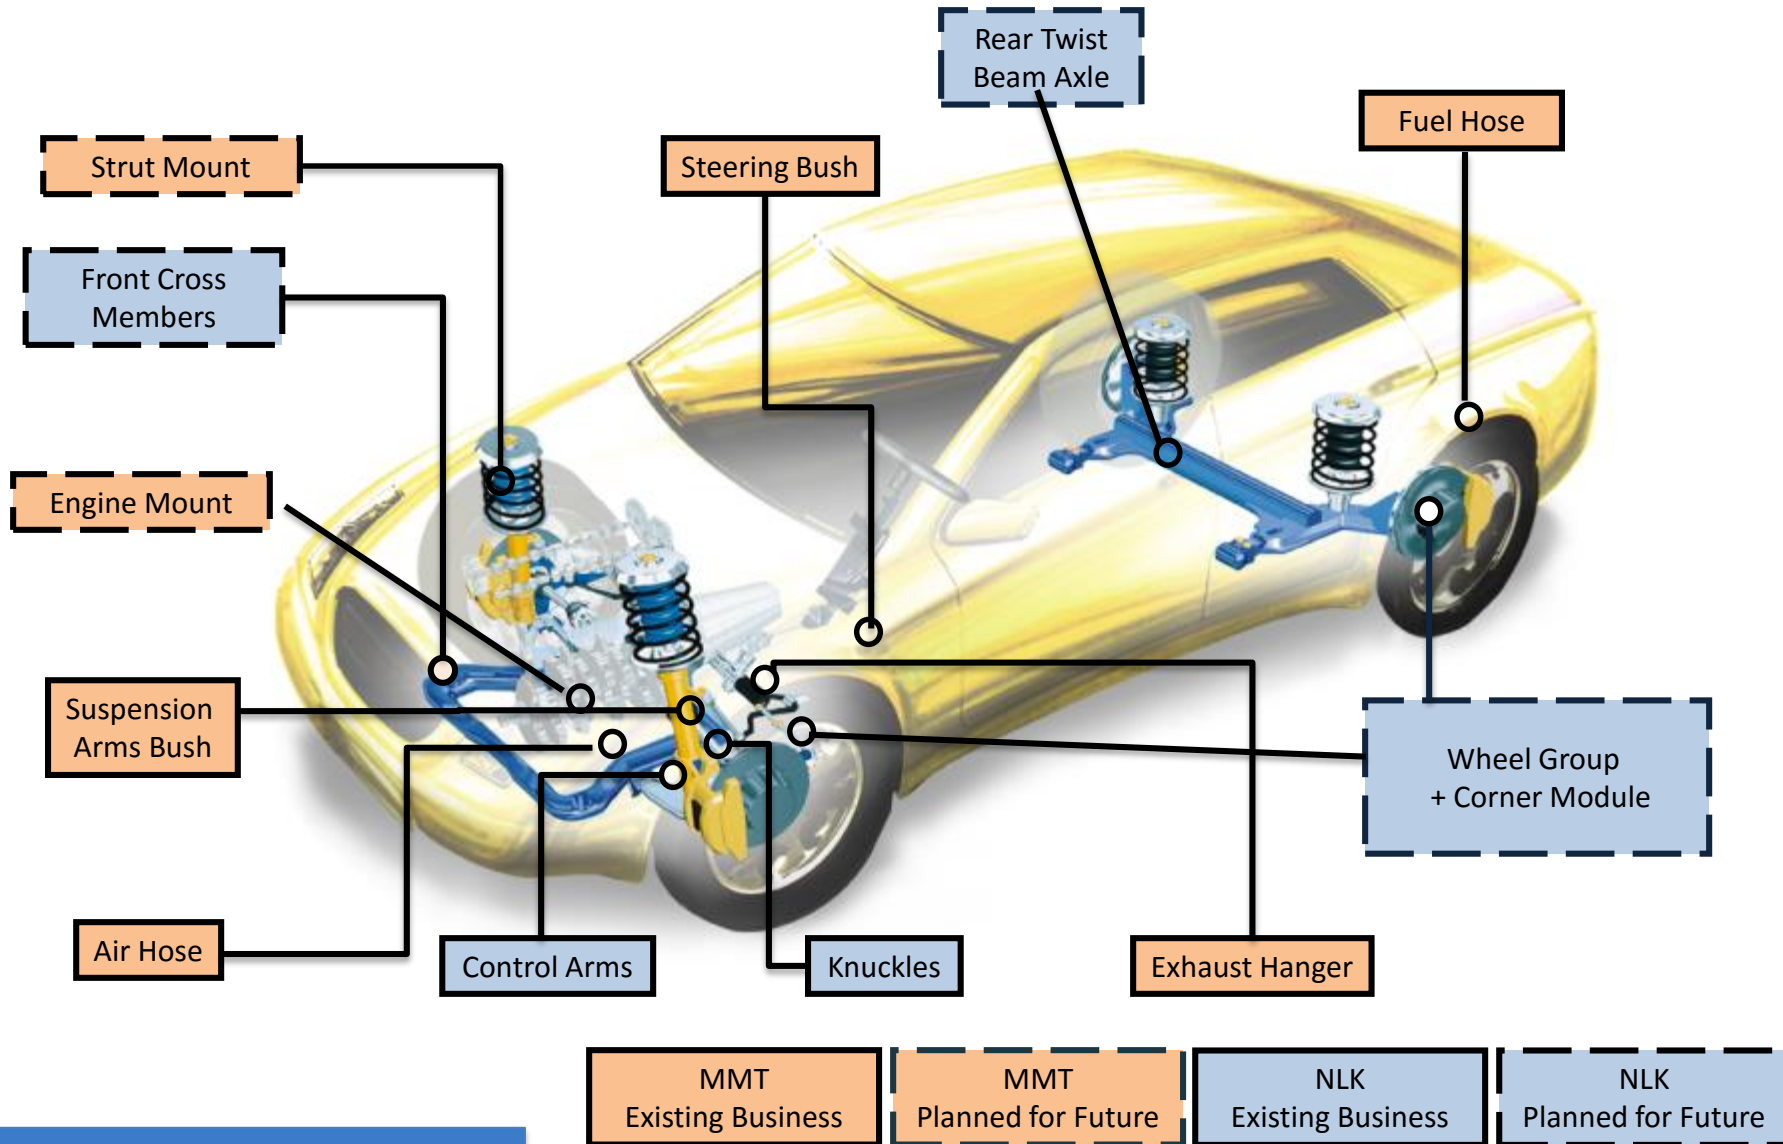 Rear Twist
Beam Axle
Fuel Hose
Strut Mount
Steering Bush
Front Cross
Members
Engine Mount
Suspension
Arms Bush
Wheel Group
+ Corner Module
Air Hose
Control Arms
Knuckles
Exhaust Hanger
MMT
Existing Business
MMT
Planned for Future
NLK
Existing Business
NLK
Planned for Future